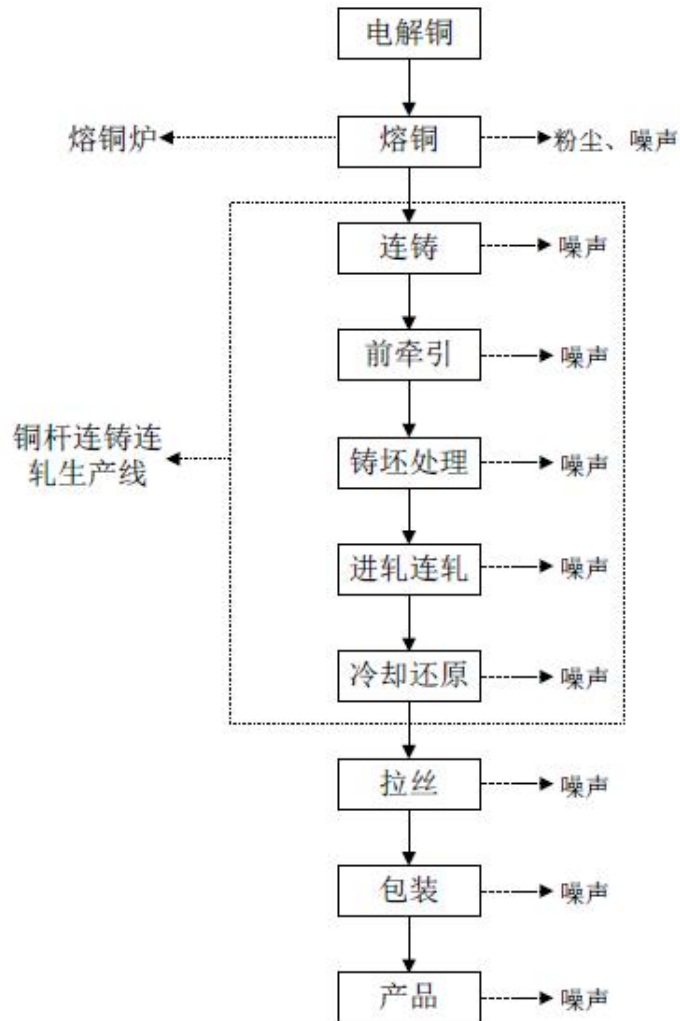 电解铜
熔铜炉
熔铜
粉尘、噪声
连铸
噪声
前牵引
噪声
铜杆连铸连
轧生产线
铸坯处理
噪声
进轧连轧
噪声
冷却还原
噪声
拉丝
噪声
包装
噪声
产品
噪声